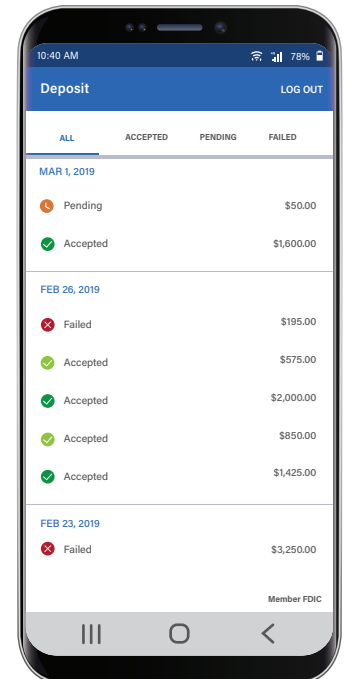 10:40 AM 78%
Deposit LOG OUT
ALL ACCEPTED PENDING FAILED
MAR 1, 2019
Pending $50.00
Accepted $1,600.00
FEB 26, 2019
Failed $195.00
Accepted $575.00
Accepted $2,000.00
Accepted $850.00
Accepted $1,425.00
FEB 23, 2019
Failed $3,250.00
Member FDIC